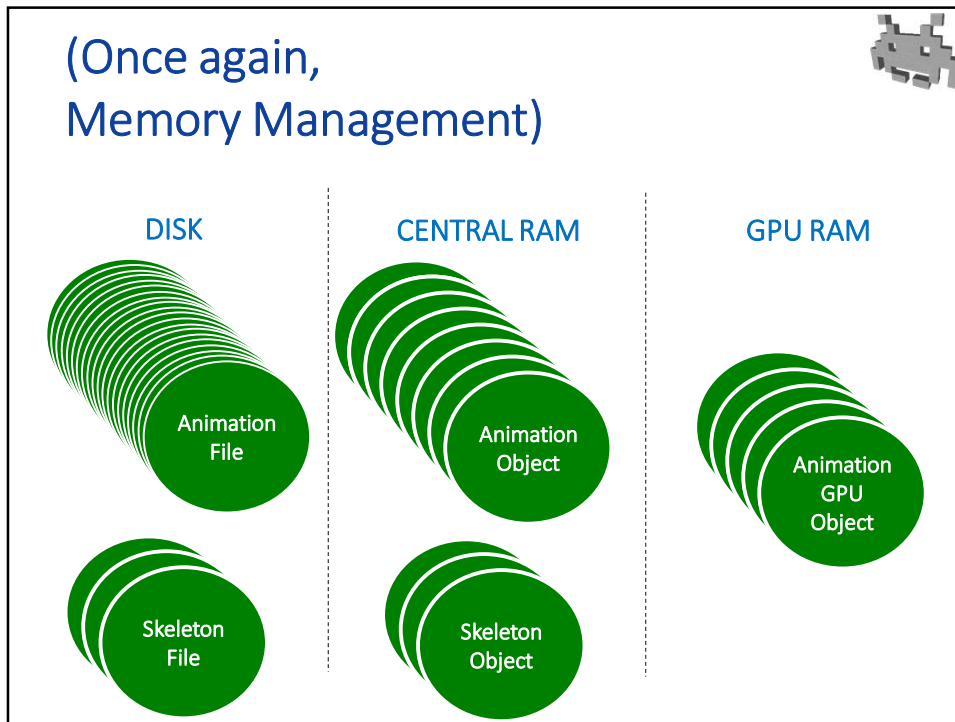 (Once again,
Memory Management)
DISK
CENTRAL RAM
GPU RAM
Animation
File
Animation
Object
Animation
GPU
Object
Skeleton
File
Skeleton
Object